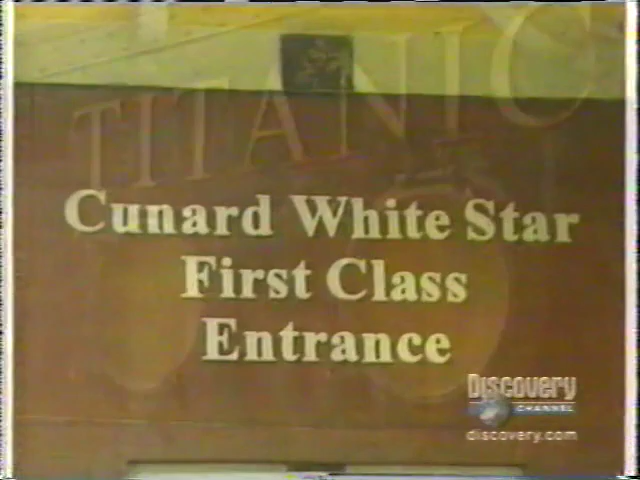 TITANIC
Cunard White Star
First Class
Entrance
DISCOVERY
CHANNEL
discovery.com